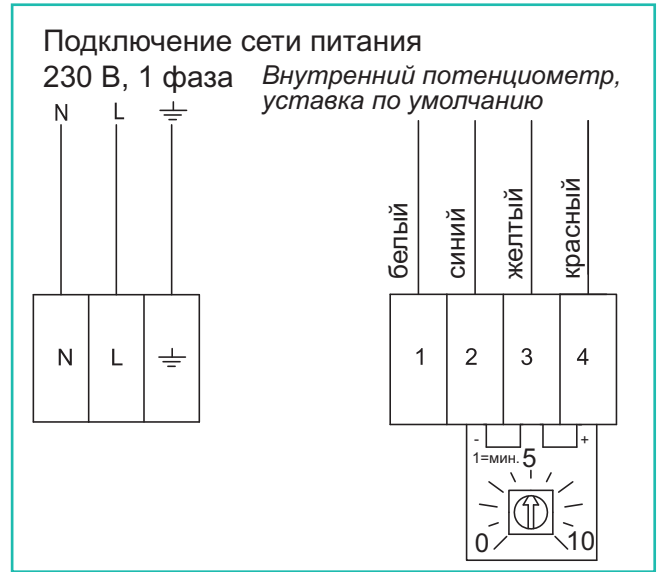 Подключение сети питания
230 В, 1 фаза
Внутренний потенциометр,
уставка по умолчанию
N L
белый
синий
желтый
красный
N L
1 2 3 4
- +
1=мин. 5
0 10